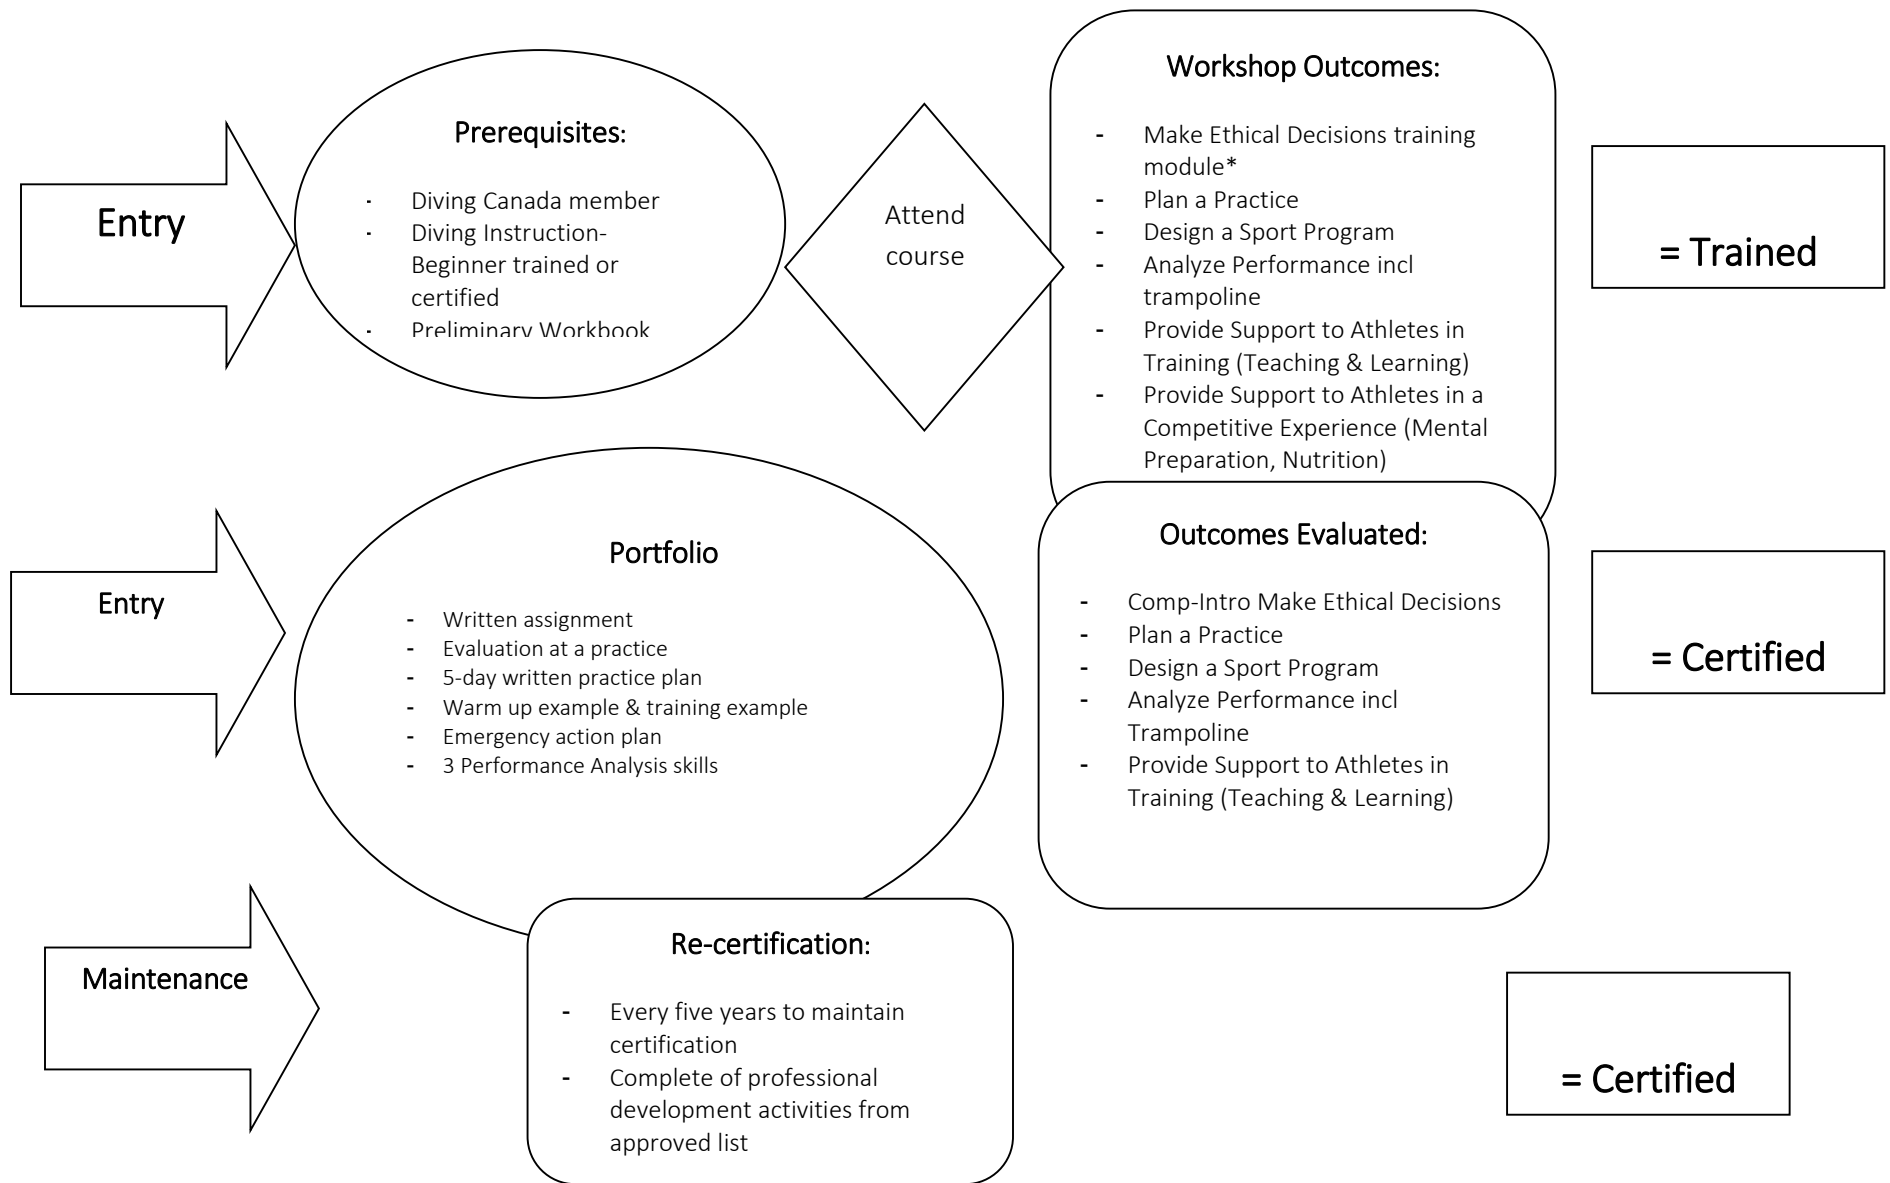 Entry
Prerequisites:
- Diving Canada member
- Diving Instruction-
Beginner trained or
certified
- Preliminary Workbook
Attend
course
Workshop Outcomes:
- Make Ethical Decisions training
module*
- Plan a Practice
- Design a Sport Program
- Analyze Performance incl
trampoline
- Provide Support to Athletes in
Training (Teaching & Learning)
- Provide Support to Athletes in a
Competitive Experience (Mental
Preparation, Nutrition)
= Trained
Entry
Portfolio
- Written assignment
- Evaluation at a practice
- 5-day written practice plan
- Warm up example & training example
- Emergency action plan
- 3 Performance Analysis skills
Outcomes Evaluated:
- Comp-Intro Make Ethical Decisions
- Plan a Practice
- Design a Sport Program
- Analyze Performance incl
Trampoline
- Provide Support to Athletes in
Training (Teaching & Learning)
= Certified
Maintenance
Re-certification:
- Every five years to maintain
certification
- Complete of professional
development activities from
approved list
= Certified